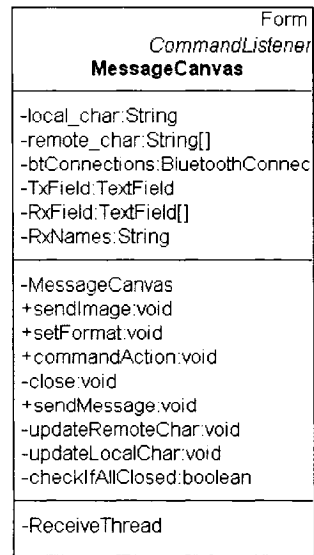 Form
CommandListener
MessageCanvas
-local_char:String
-remote_char:String[]
-btConnections:BluetoothConnec
-TxField:TextField
-RxField:TextField[]
-RxNames:String
-MessageCanvas
+sendImage:void
+setFormat:void
+commandAction:void
-close:void
+sendMessage:void
-updateRemoteChar:void
-updateLocalChar:void
-checkIfAllClosed:boolean
-ReceiveThread